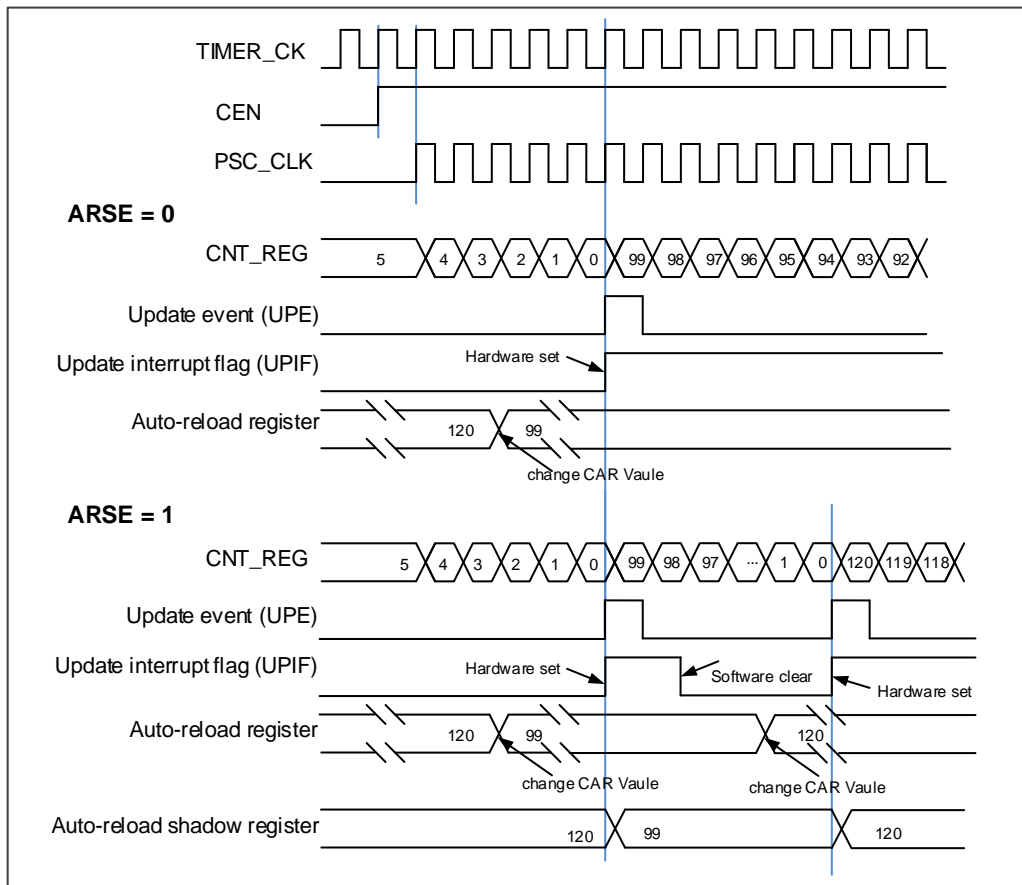 TIMER_CK
CEN
PSC_CLK
ARSE = 0
CNT_REG 5 4 3 2 1 0 99 98 97 96 95 94 93 92
Update event (UPE)
Update interrupt flag (UPIF) Hardware set
Auto-reload register 120 99
change CAR Vaule
ARSE = 1
CNT_REG 5 4 3 2 1 0 99 98 97 ... 1 0 120 119 118
Update event (UPE)
Update interrupt flag (UPIF) Hardware set Software clear Hardware set
Auto-reload register 120 99 120
change CAR Vaule change CAR Vaule
Auto-reload shadow register 120 99 120